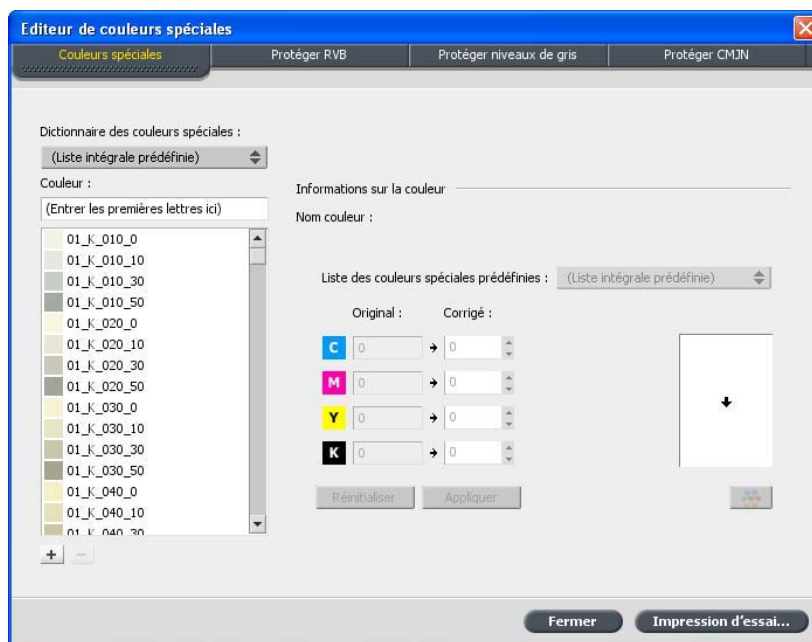 Editeur de couleurs spéciales
Couleurs spéciales
Protéger RVB
Protéger niveaux de gris
Protéger CMJN
Dictionnaire des couleurs spéciales :
(Liste intégrale prédéfinie)
Couleur :
(Entrer les premières lettres ici)
01_K_010_0
01_K_010_10
01_K_010_30
01_K_010_50
01_K_020_0
01_K_020_10
01_K_020_30
01_K_020_50
01_K_030_0
01_K_030_10
01_K_030_30
01_K_030_50
01_K_040_0
01_K_040_10
01_K_040_30
Informations sur la couleur
Nom couleur :
Liste des couleurs spéciales prédéfinies : (Liste intégrale prédéfinie)
Original : Corrigé :
C 0 → 0
M 0 → 0
Y 0 → 0
K 0 → 0
Réinitialiser
Appliquer
+ −
Fermer
Impression d'essai...